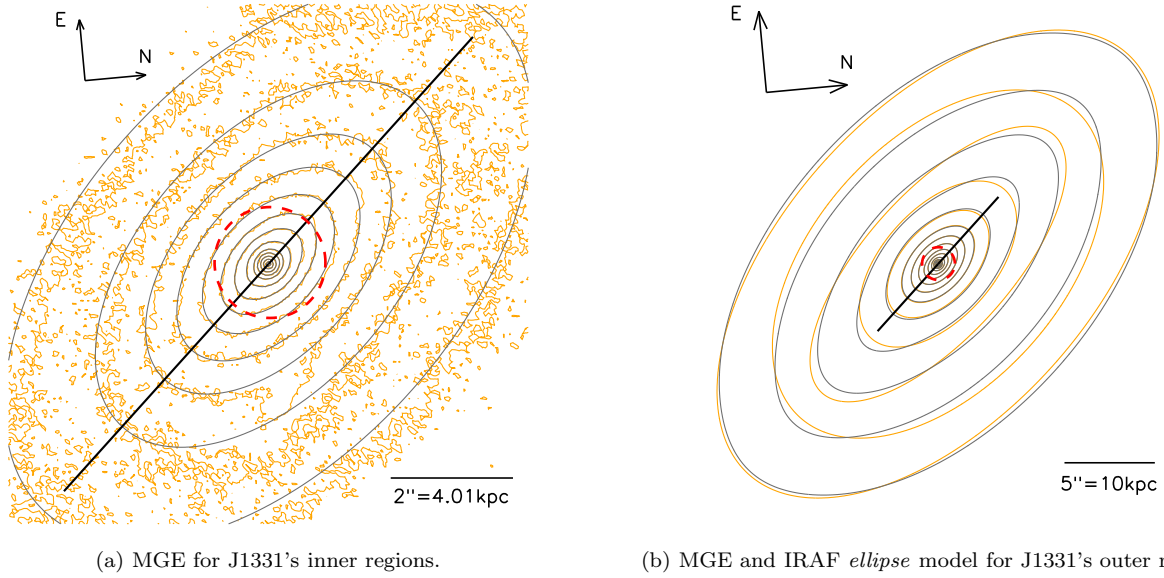 E
N
2"=4.01kpc
(a) MGE for J1331's inner regions.
E
N
5"=10kpc
(b) MGE and IRAF ellipse model for J1331's outer